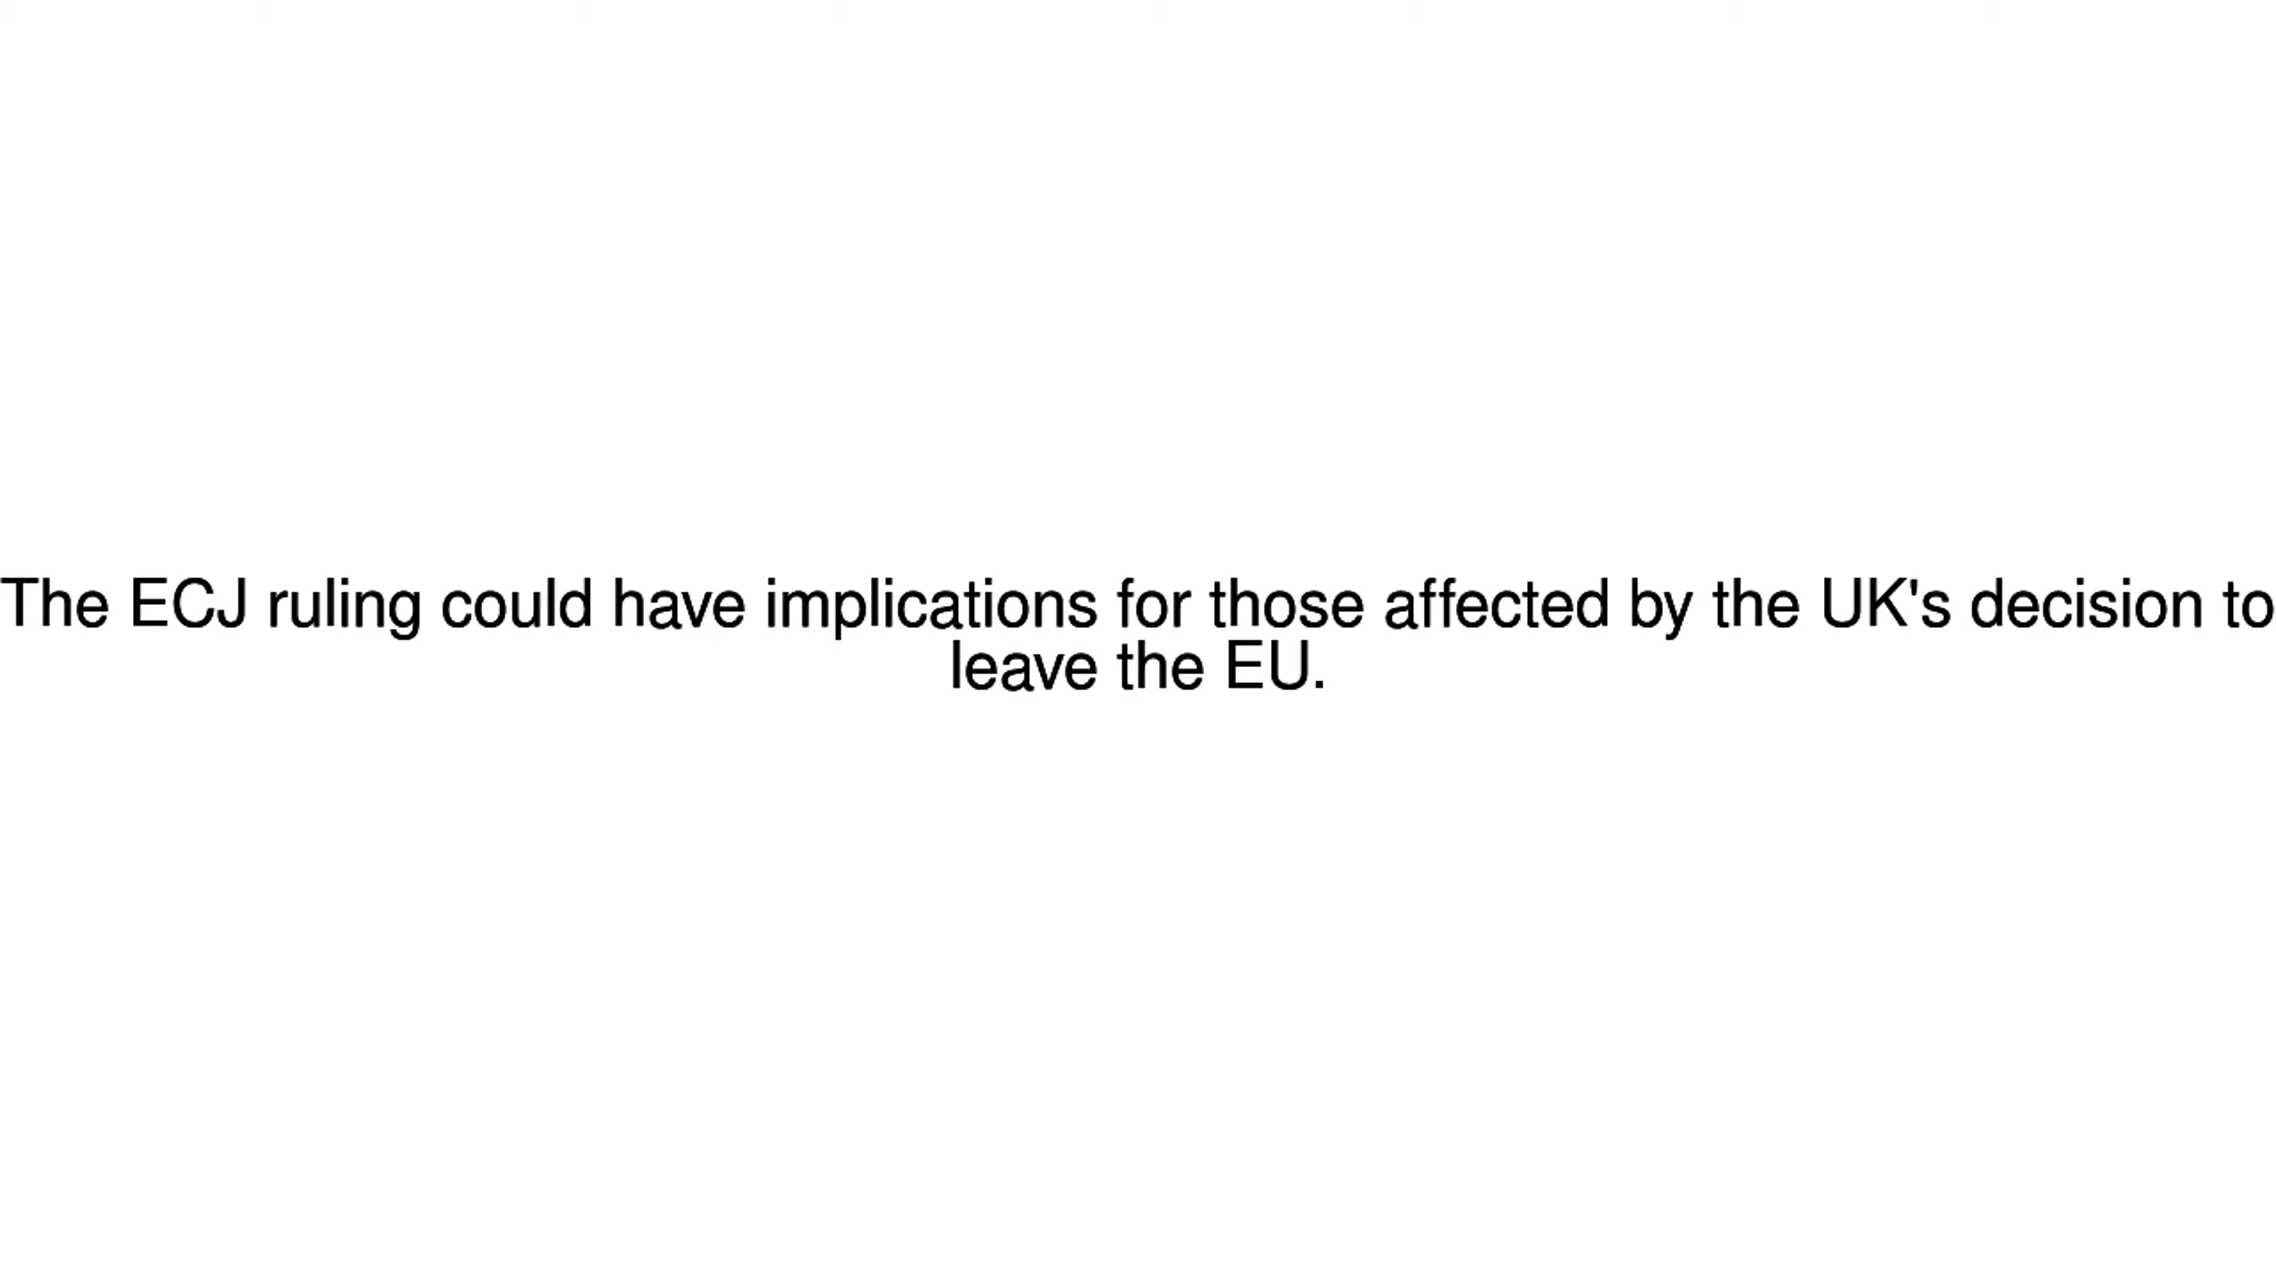 The ECJ ruling could have implications for those affected by the UK's decision to
leave the EU.